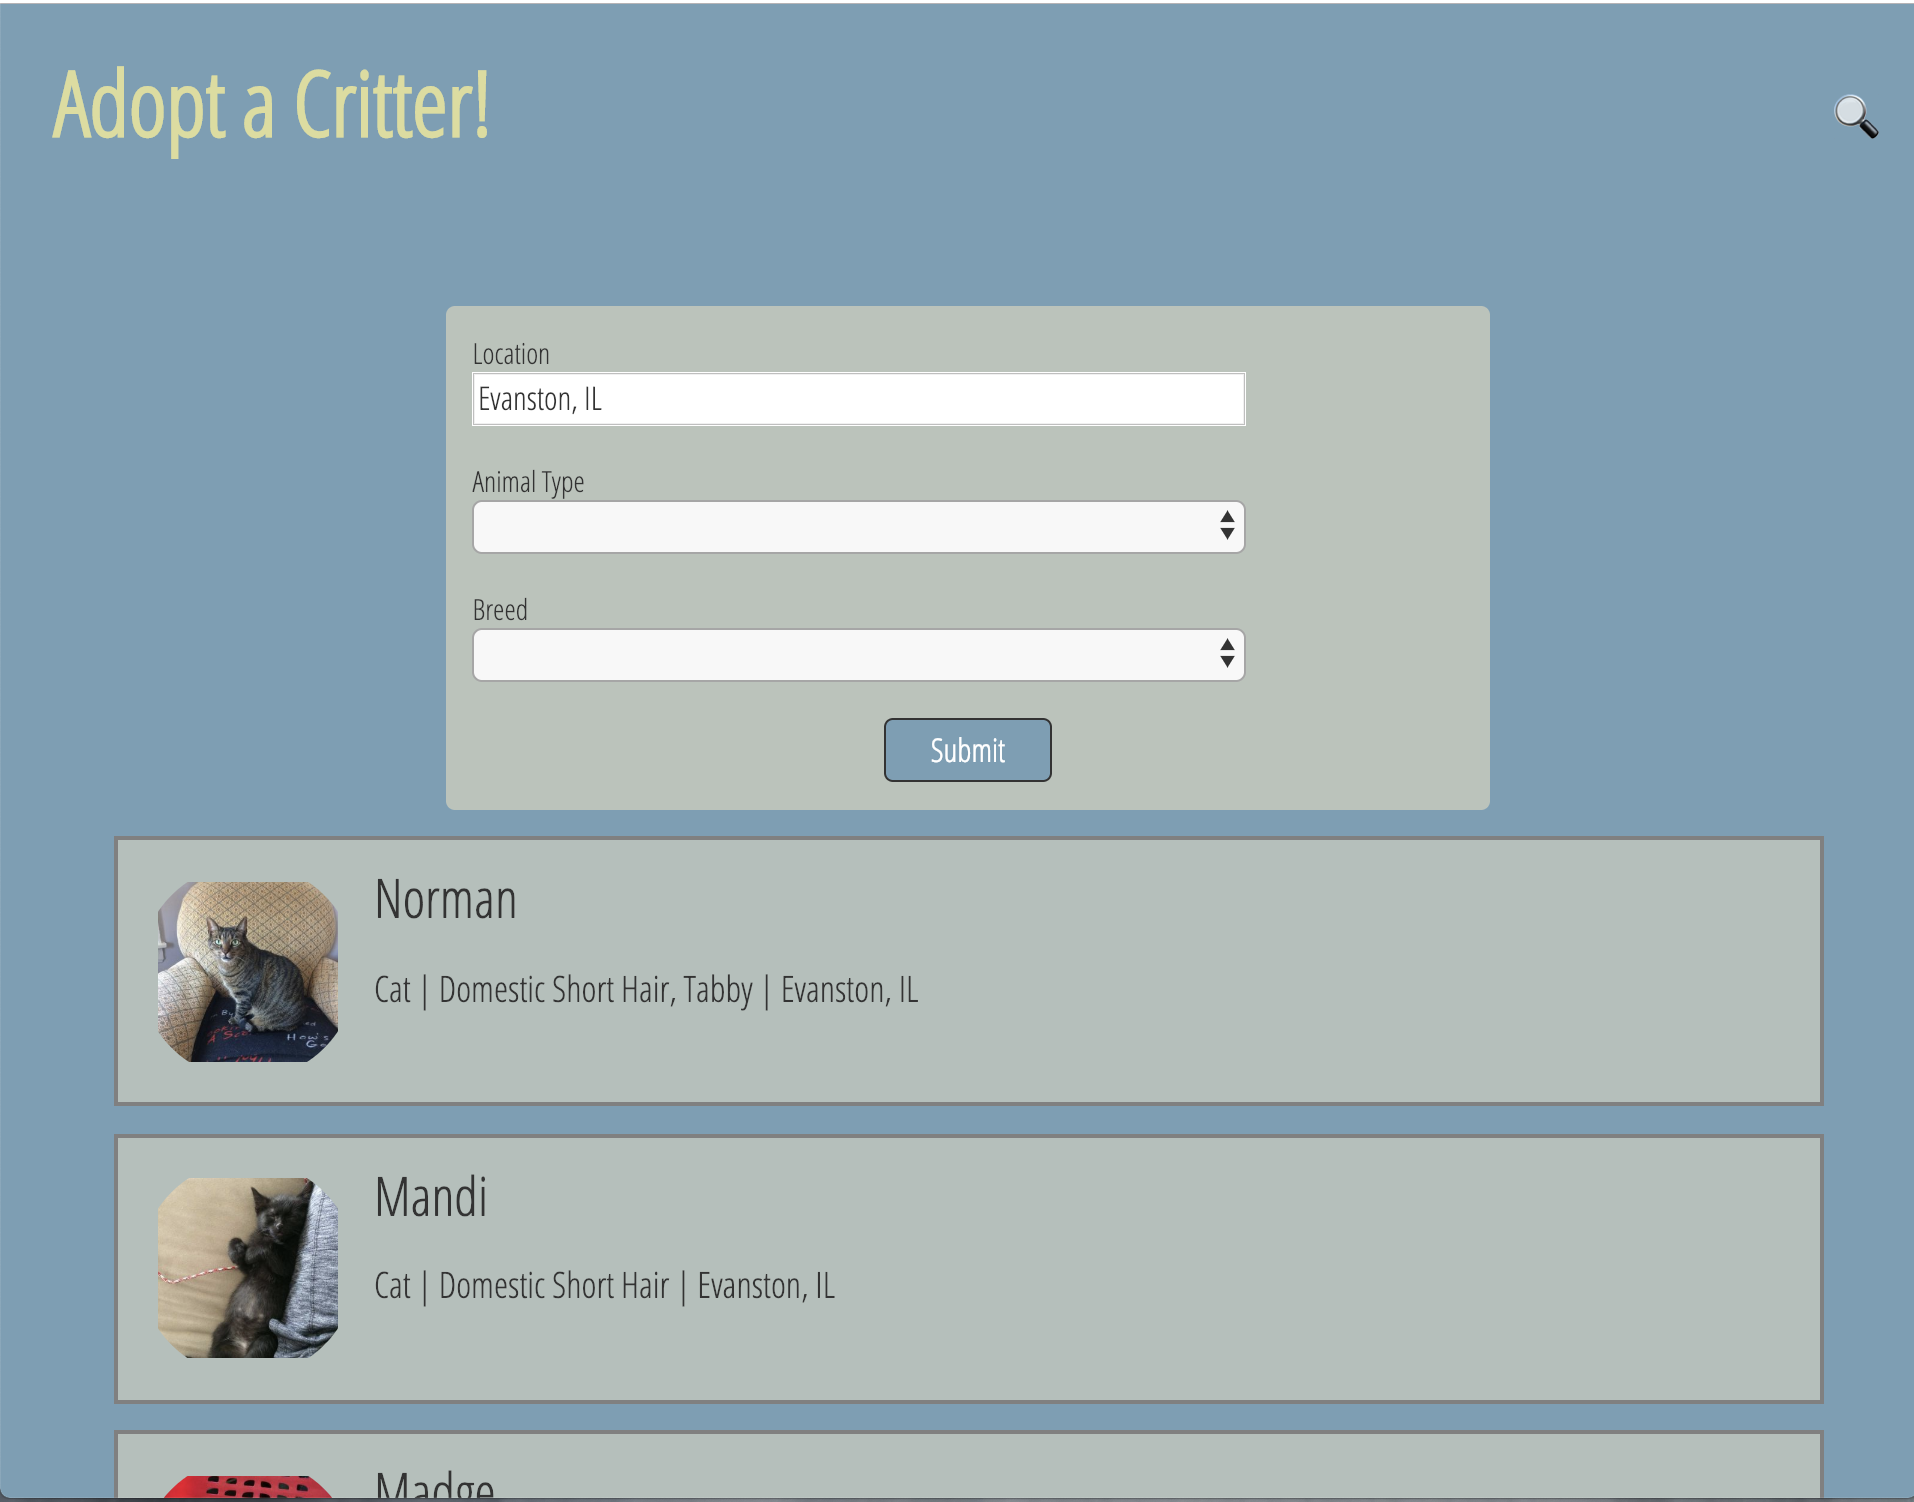 Adopt a Critter!
Location
Evanston, IL
Animal Type
Breed
Submit
Norman
Cat | Domestic Short Hair, Tabby | Evanston, IL
How's
Mandi
Cat | Domestic Short Hair | Evanston, IL
Madge